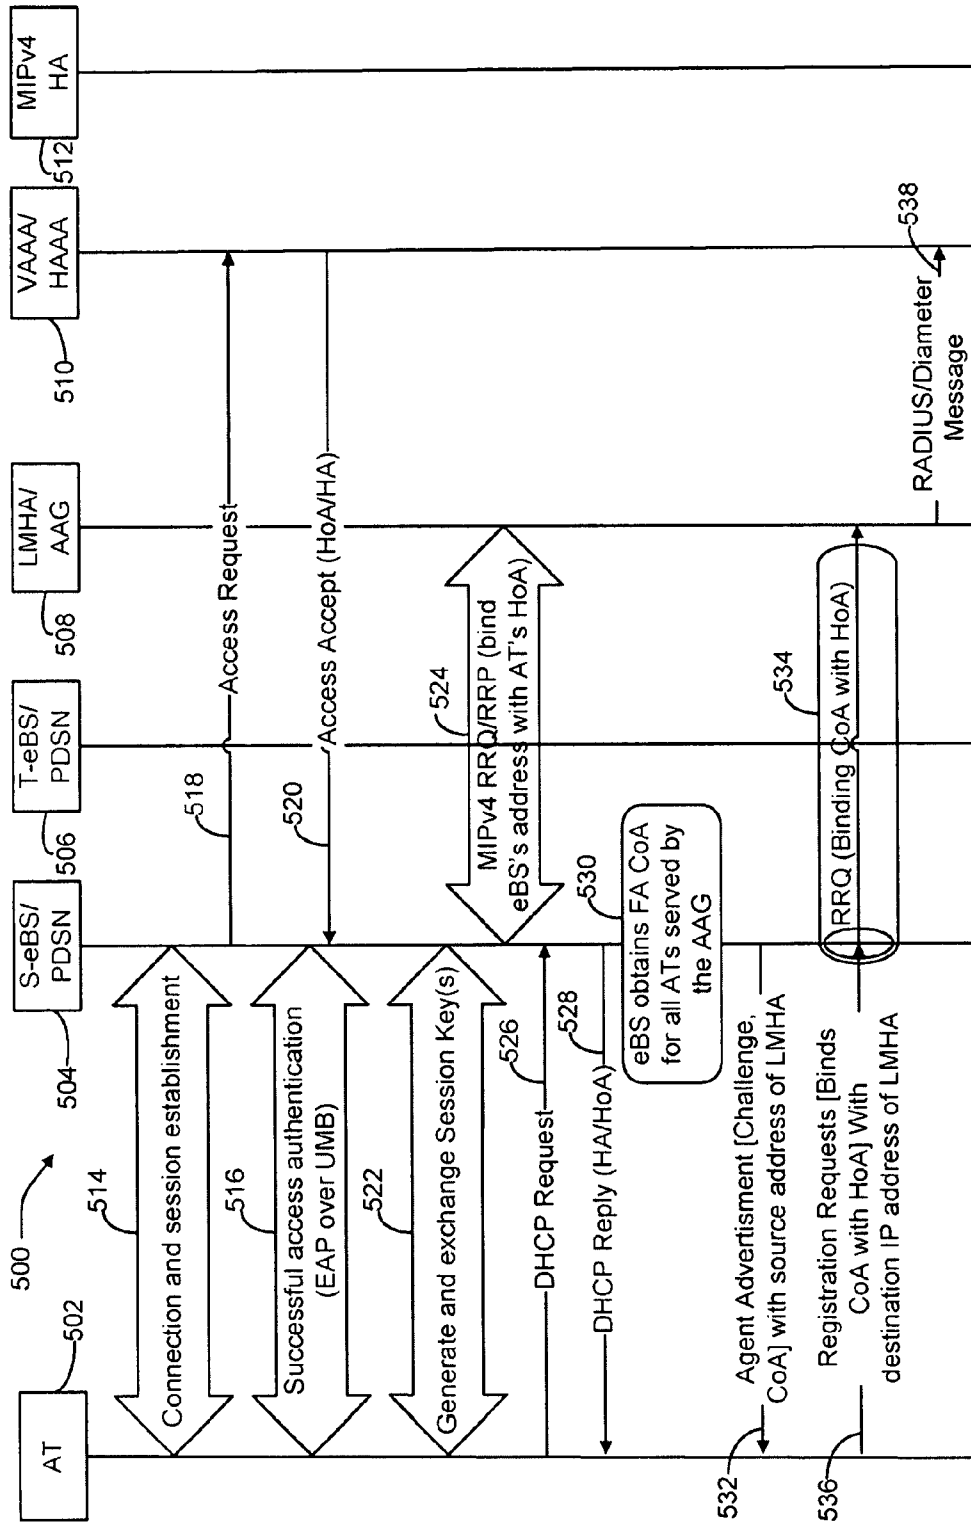 500
AT
502
S-eBS/
PDSN
504
T-eBS/
PDSN
506
LMHA/
AAG
508
VAAA/
HAAA
510
MIPv4
HA
512
514
Connection and session establishment
516
Successful access authentication
(EAP over UMB)
518
Access Request
520
Access Accept (HoA/HA)
522
Generate and exchange Session Key(s)
524
MIPv4 RRQ/RRP (bind
eBS's address with AT's HoA)
526
DHCP Request
528
DHCP Reply (HA/HoA)
530
eBS obtains FA CoA
for all ATs served by
the AAG
532
Agent Advertisment [Challenge,
CoA] with source address of LMHA
534
RRQ (Binding CoA with HoA)
536
Registration Requests [Binds
CoA with HoA] With
destination IP address of LMHA
538
RADIUS/Diameter
Message